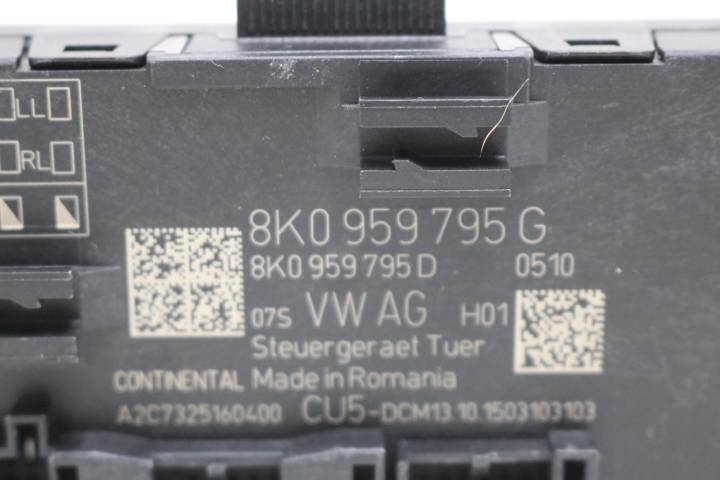 LL
RL
8K0 959 795 G
8K0 959 795 D 0510
07S VW AG H01
Steuergeraet Tuer
CONTINENTAL Made in Romania
A2C7325160400 CU5-DCM13 10.1503103103